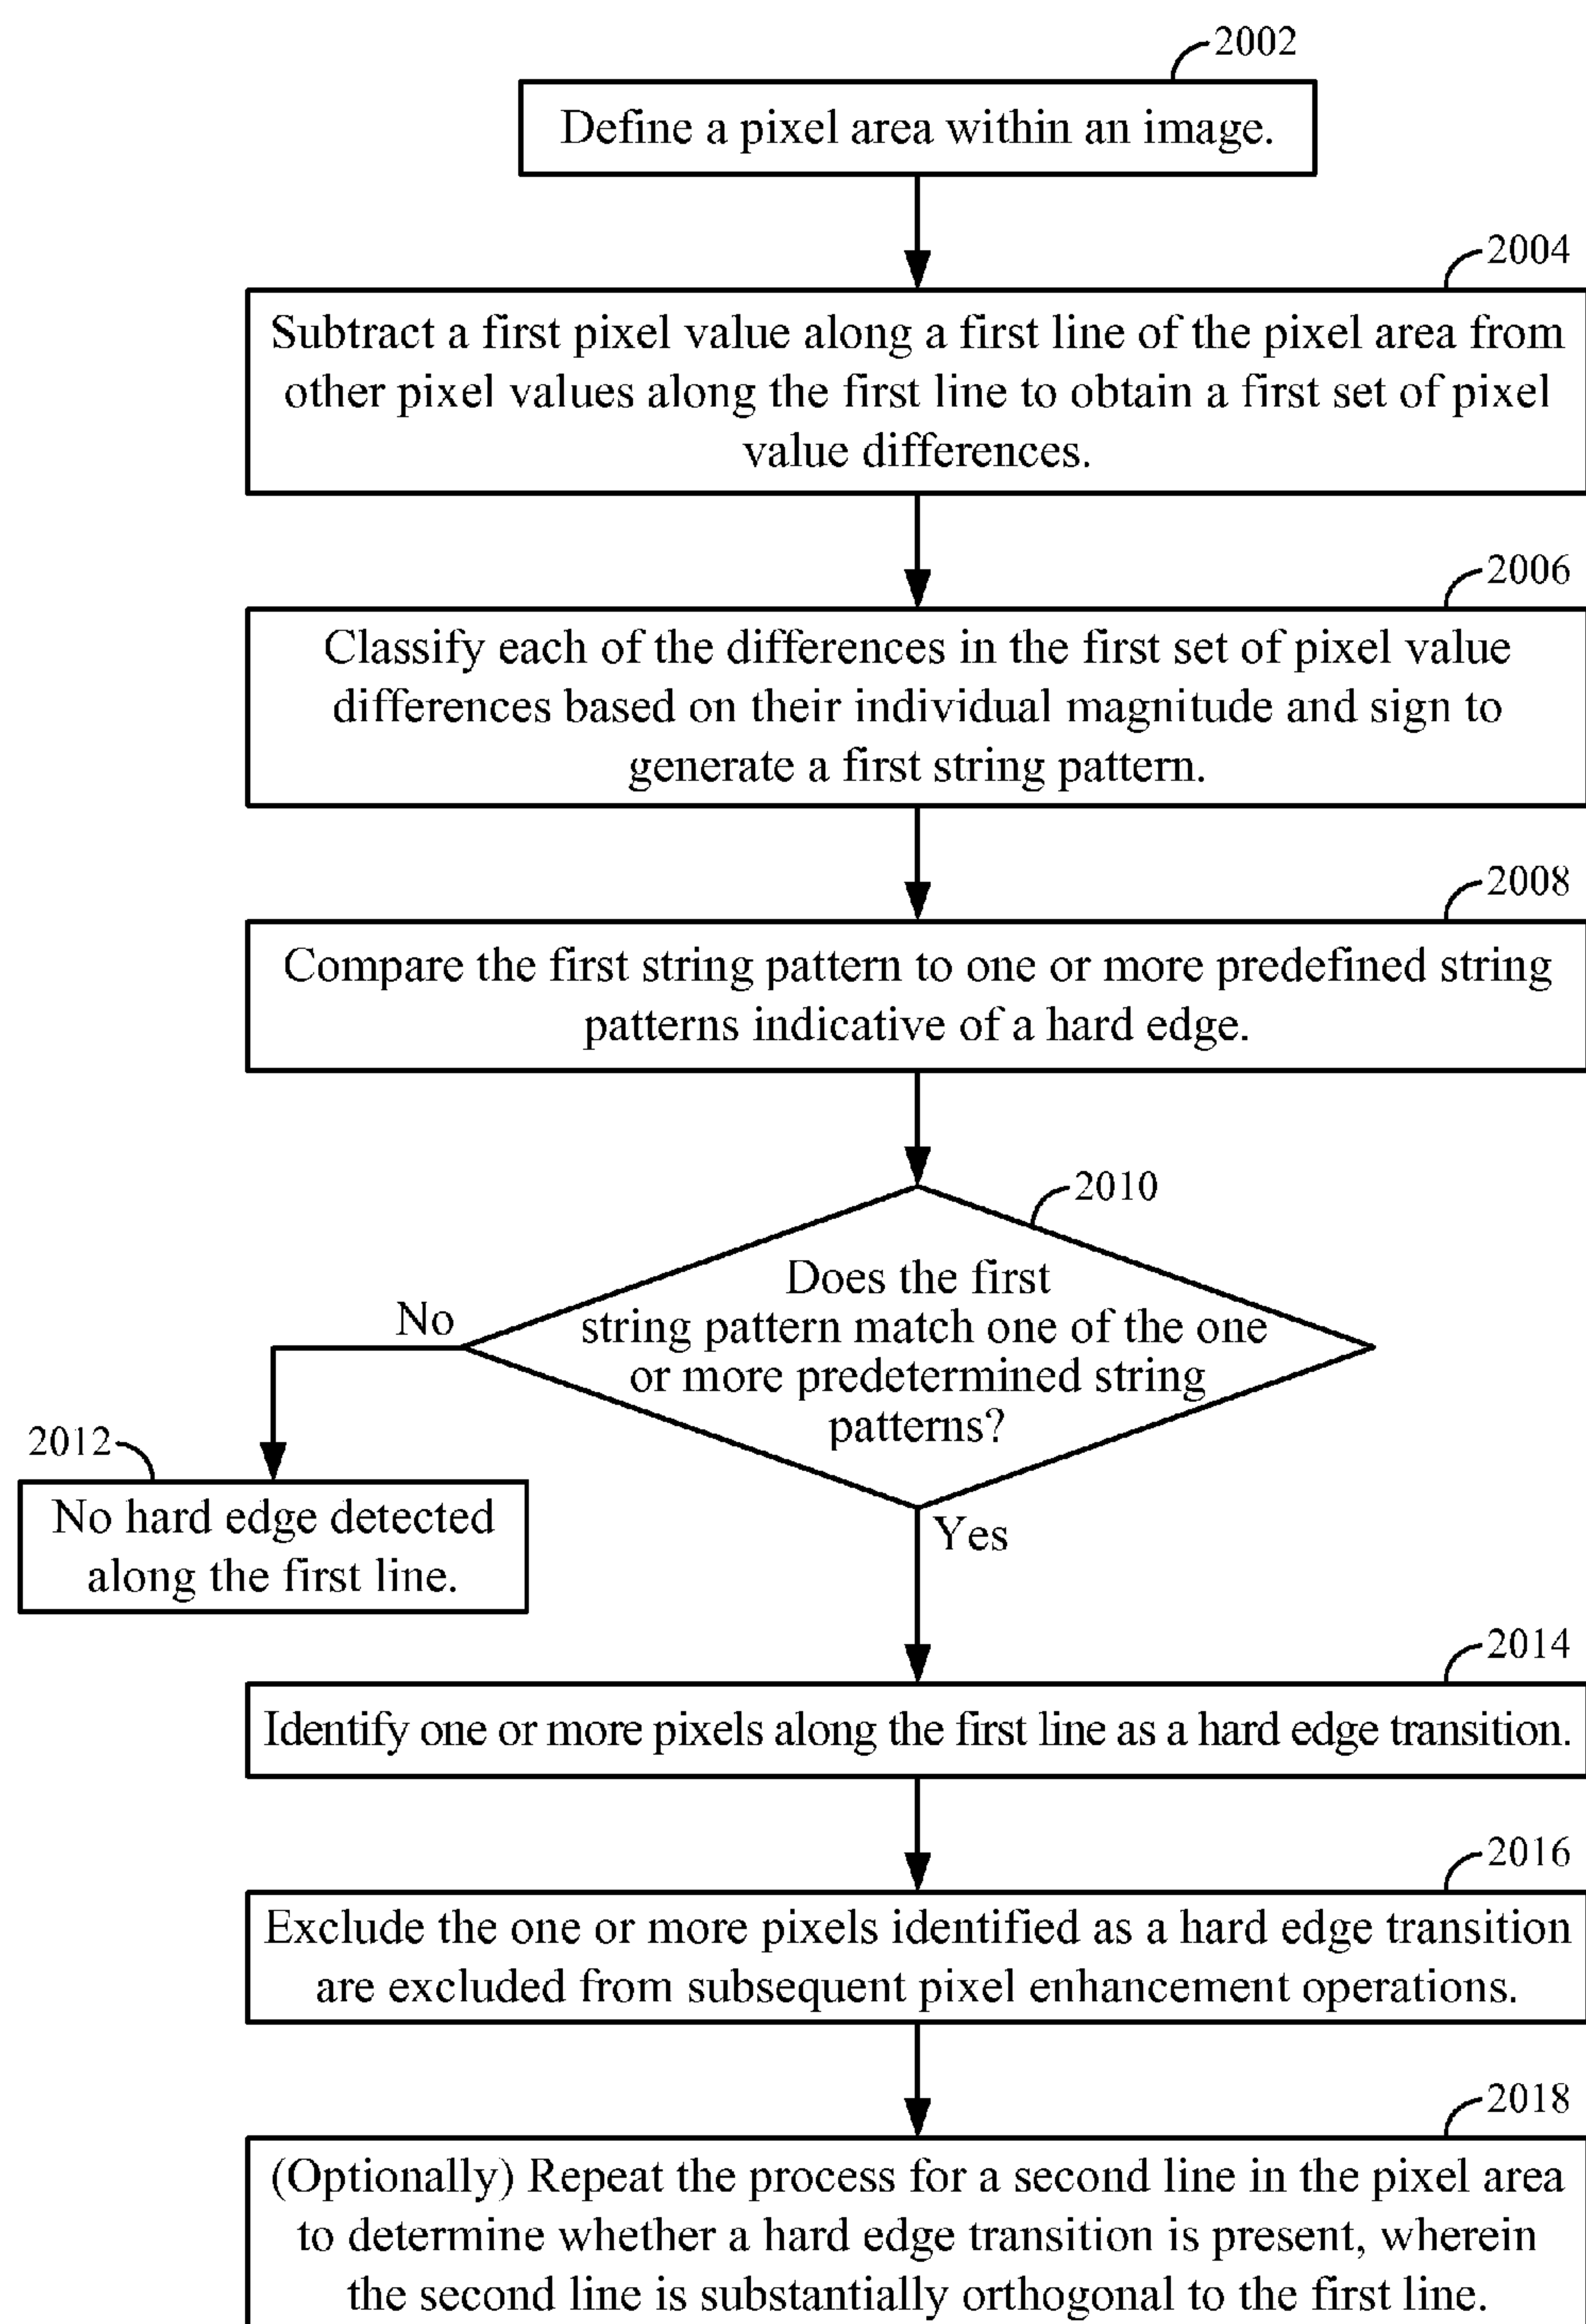 2002
Define a pixel area within an image.
2004
Subtract a first pixel value along a first line of the pixel area from
other pixel values along the first line to obtain a first set of pixel
value differences.
2006
Classify each of the differences in the first set of pixel value
differences based on their individual magnitude and sign to
generate a first string pattern.
2008
Compare the first string pattern to one or more predefined string
patterns indicative of a hard edge.
2010
Does the first
string pattern match one of the one
or more predetermined string
patterns?
No
2012
No hard edge detected
along the first line.
Yes
2014
Identify one or more pixels along the first line as a hard edge transition.
2016
Exclude the one or more pixels identified as a hard edge transition
are excluded from subsequent pixel enhancement operations.
2018
(Optionally) Repeat the process for a second line in the pixel area
to determine whether a hard edge transition is present, wherein
the second line is substantially orthogonal to the first line.